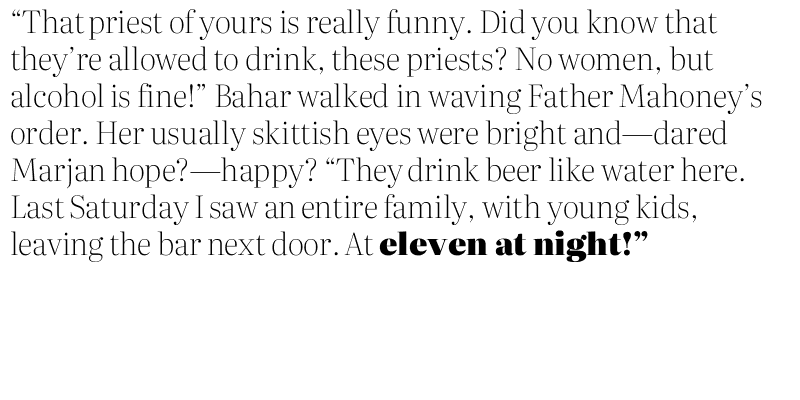 “That priest of yours is really funny. Did you know that
they’re allowed to drink, these priests? No women, but
alcohol is fine!” Bahar walked in waving Father Mahoney’s
order. Her usually skittish eyes were bright and—dared
Marjan hope?—happy? “They drink beer like water here.
Last Saturday I saw an entire family, with young kids,
leaving the bar next door. At eleven at night!”